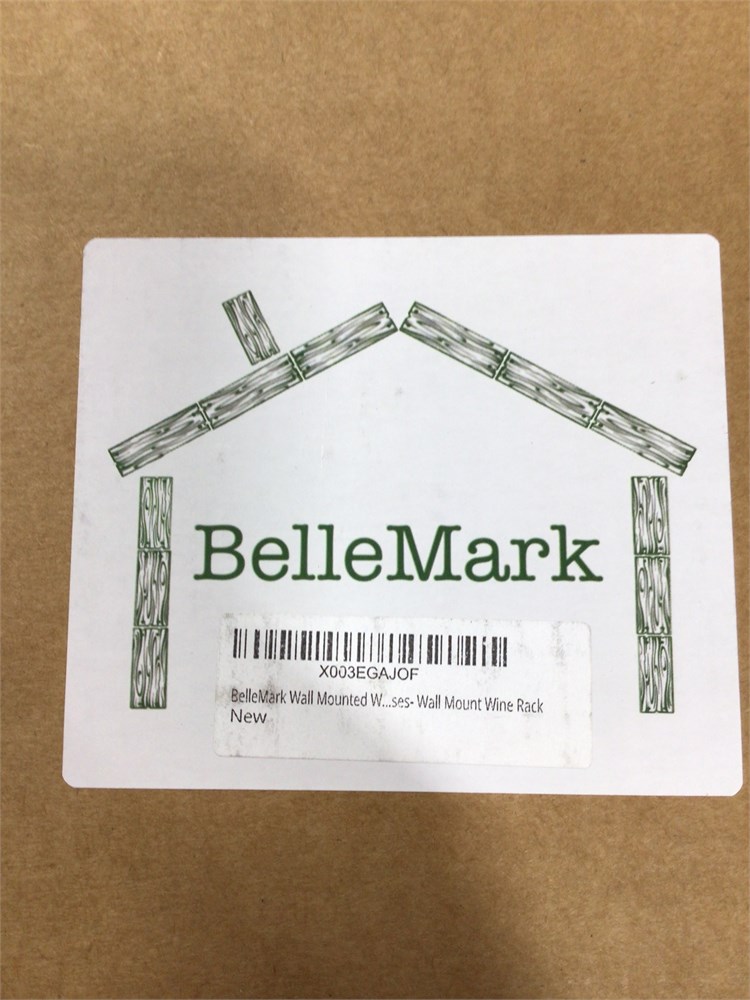 BelleMark
X003EGAJOF
BelleMark Wall Mounted W...ses- Wall Mount Wine Rack
New